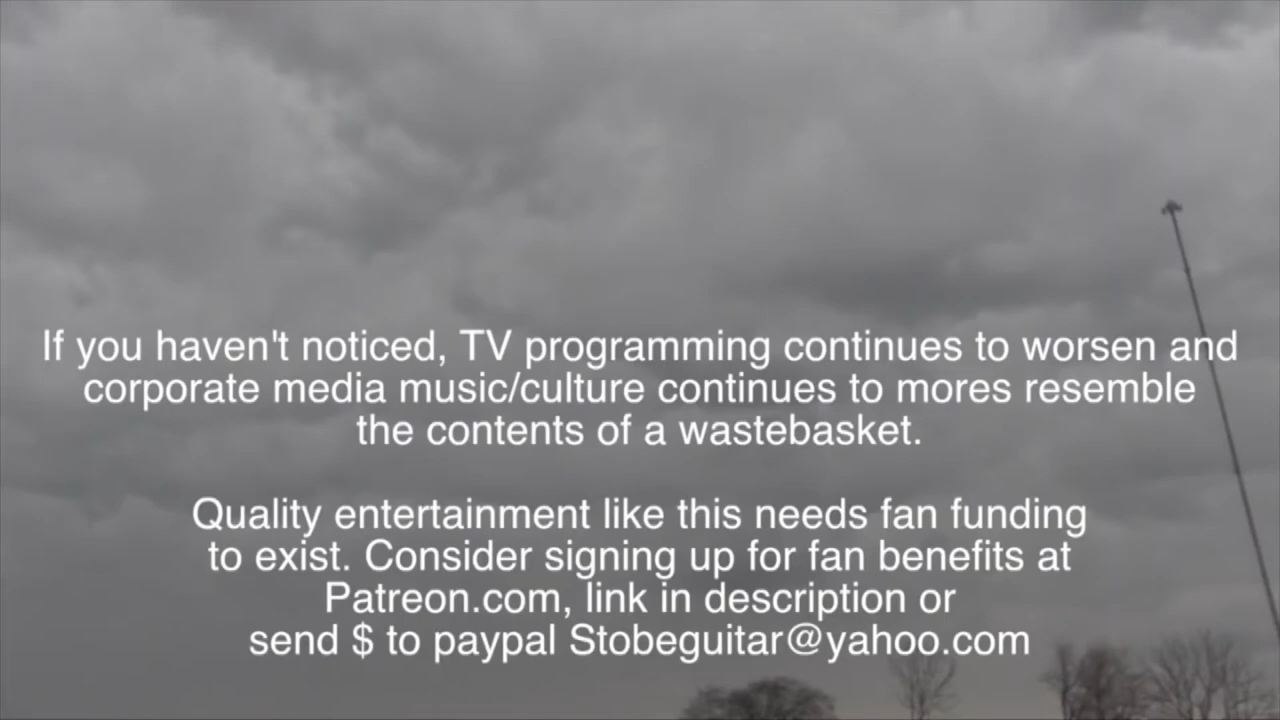 If you haven't noticed, TV programming continues to worsen and
corporate media music/culture continues to mores resemble
the contents of a wastebasket.
Quality entertainment like this needs fan funding
to exist. Consider signing up for fan benefits at
Patreon.com, link in description or
send $ to paypal Stobeguitar@yahoo.com